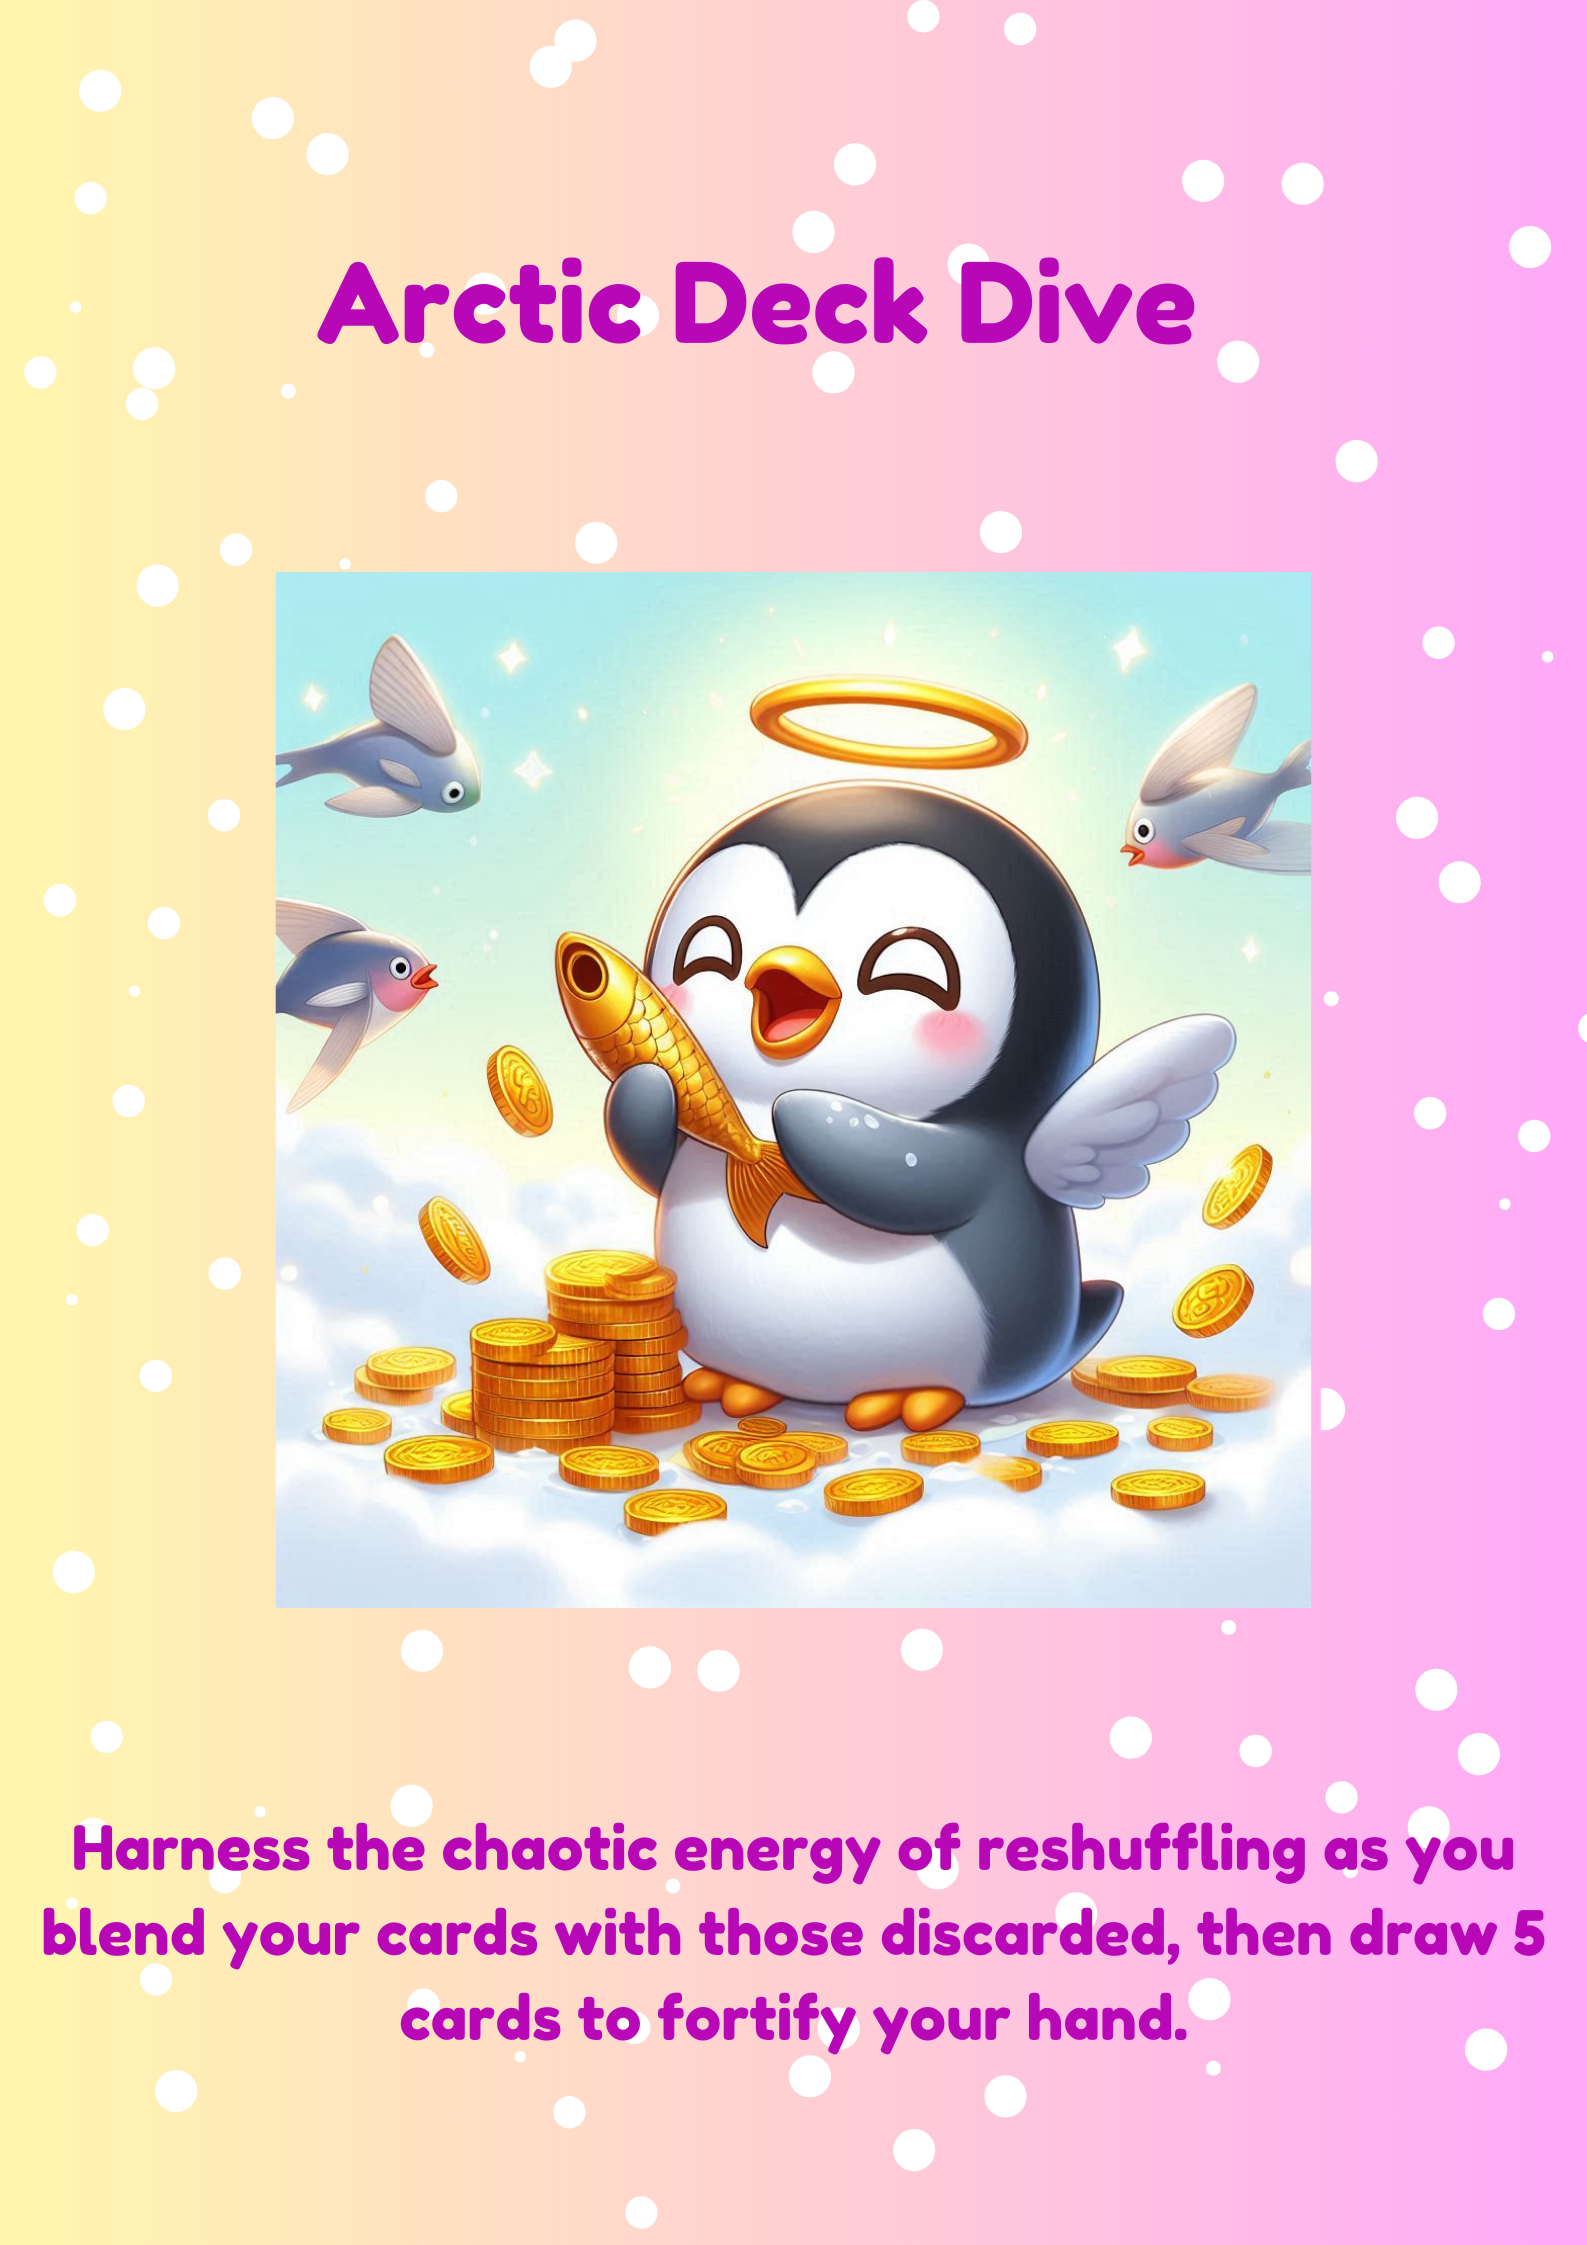 Arctic Deck Dive
Harness the chaotic energy of reshuffling as you
blend your cards with those discarded, then draw 5
cards to fortify your hand.